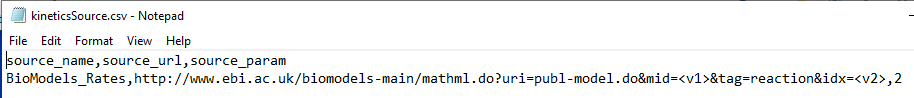 kineticsSource.csv - Notepad
File Edit Format View Help
source_name,source_url,source_param
BioModels_Rates,http://www.ebi.ac.uk/biomodels-main/mathml.do?uri=publ-model.do&mid=<v1>&tag=reaction&idx=<v2>,2